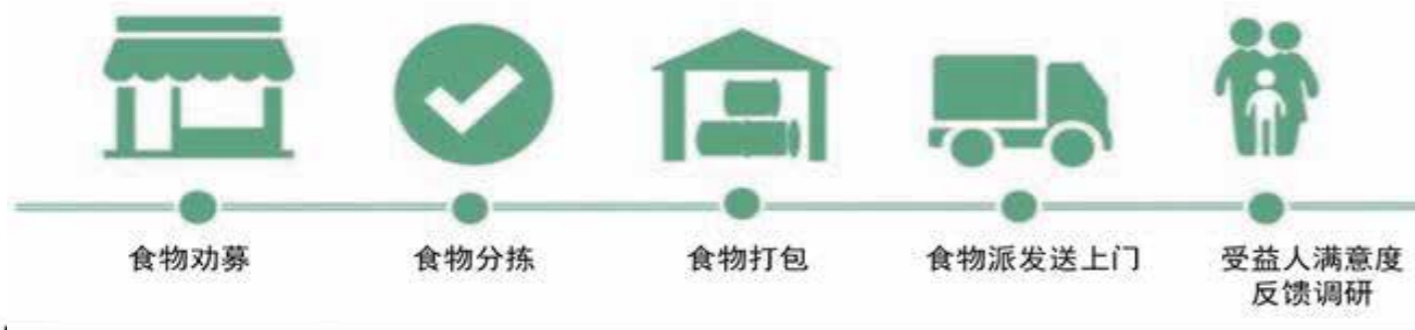 食物劝募
食物分拣
食物打包
食物派发送上门
受益人满意度
反馈调研